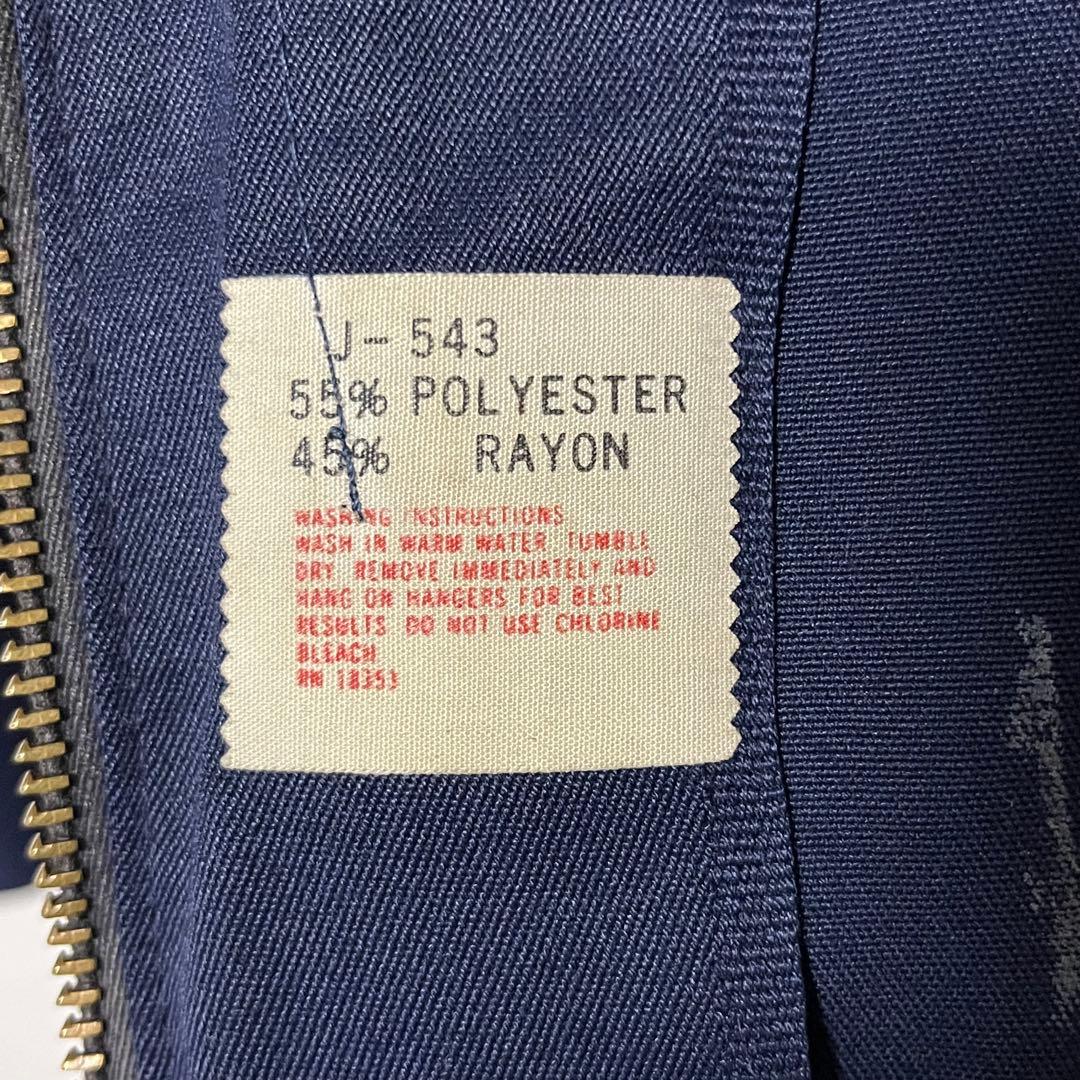 J-543
55% POLYESTER
45% RAYON
WASHING INSTRUCTIONS
WASH IN WARM WATER TUMBLE
DRY REMOVE IMMEDIATELY AND
HANG ON HANGERS FOR BEST
RESULTS DO NOT USE CHLORINE
BLEACH
RN 18353